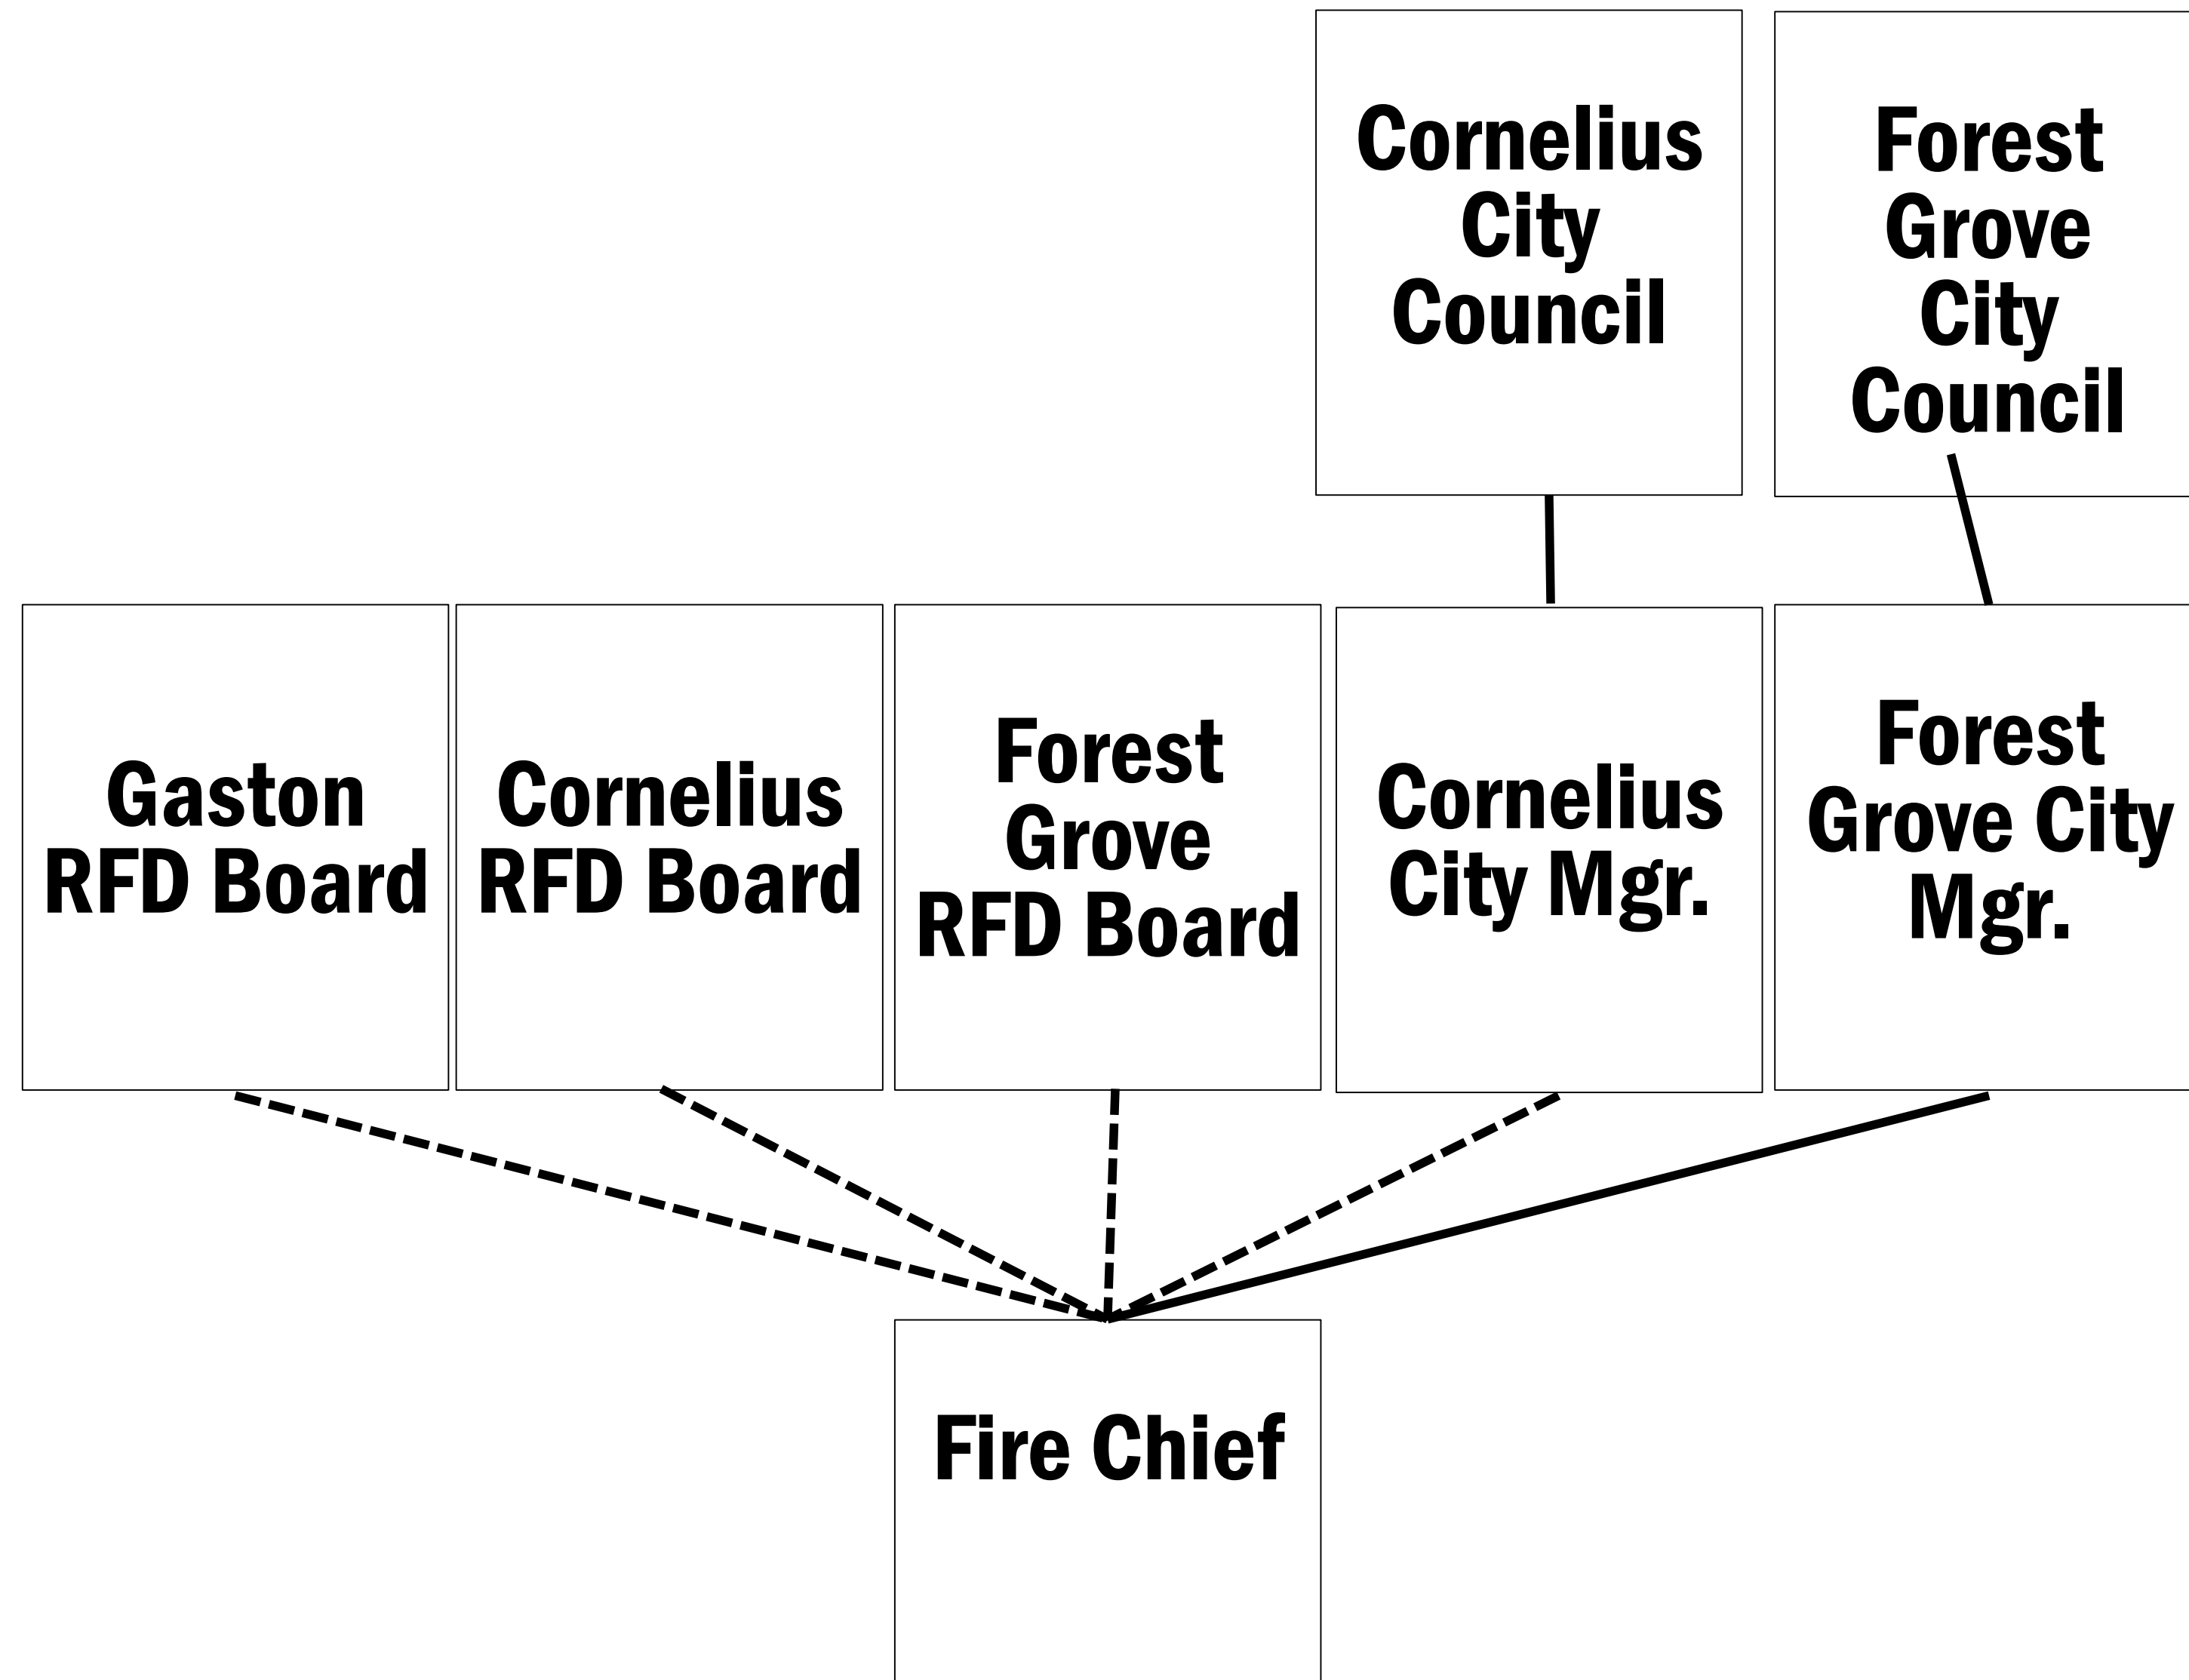 Cornelius
City
Council
Forest
Grove
City
Council
Gaston
RFD Board
Cornelius
RFD Board
Forest
Grove
RFD Board
Cornelius
City Mgr.
Forest
Grove City
Mgr.
Fire Chief